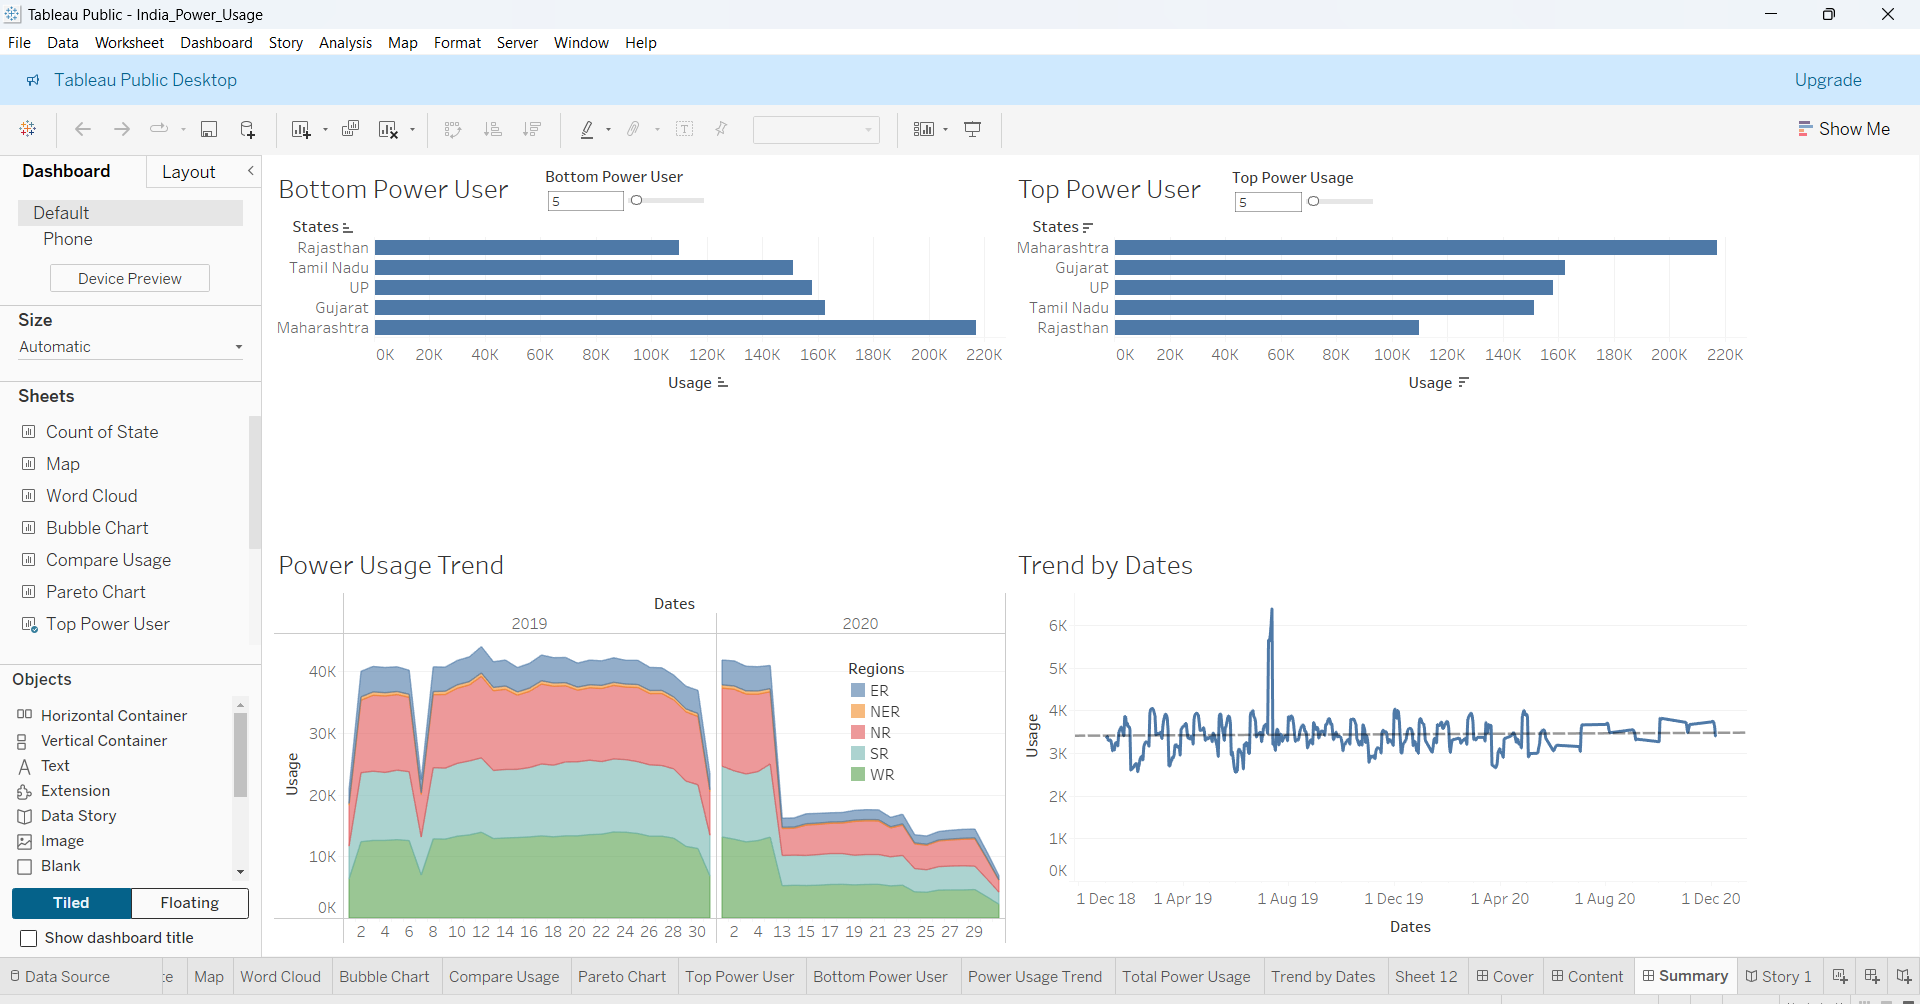 Tableau Public - India_Power_Usage
File Data Worksheet Dashboard Story Analysis Map Format Server Window Help
Tableau Public Desktop Upgrade
Show Me
Dashboard Layout
Default
Phone
Device Preview
Size
Automatic
Sheets
Count of State
Map
Word Cloud
Bubble Chart
Compare Usage
Pareto Chart
Top Power User
Objects
Horizontal Container
Vertical Container
Text
Extension
Data Story
Image
Blank
Tiled Floating
Show dashboard title
Bottom Power User
Bottom Power User
5
States
Rajasthan
Tamil Nadu
UP
Gujarat
Maharashtra
0K 20K 40K 60K 80K 100K 120K 140K 160K 180K 200K 220K
Usage
Top Power User
Top Power Usage
5
States
Maharashtra
Gujarat
UP
Tamil Nadu
Rajasthan
0K 20K 40K 60K 80K 100K 120K 140K 160K 180K 200K 220K
Usage
Power Usage Trend
Dates
2019 2020
40K
30K
20K
10K
0K
Usage
Regions
ER
NER
NR
SR
WR
2 4 6 8 10 12 14 16 18 20 22 24 26 28 30 2 4 13 15 17 19 21 23 25 27 29
Trend by Dates
6K
5K
4K
3K
2K
1K
0K
Usage
1 Dec 18 1 Apr 19 1 Aug 19 1 Dec 19 1 Apr 20 1 Aug 20 1 Dec 20
Dates
Data Source te Map Word Cloud Bubble Chart Compare Usage Pareto Chart Top Power User Bottom Power User Power Usage Trend Total Power Usage Trend by Dates Sheet 12 Cover Content Summary Story 1